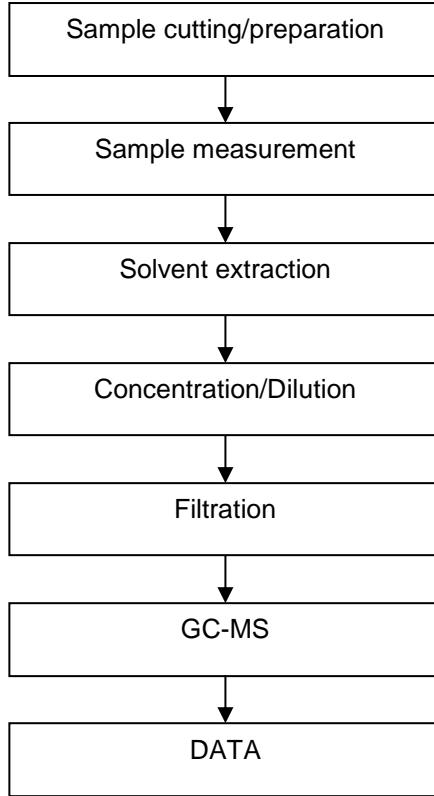 Sample cutting/preparation
Sample measurement
Solvent extraction
Concentration/Dilution
Filtration
GC-MS
DATA